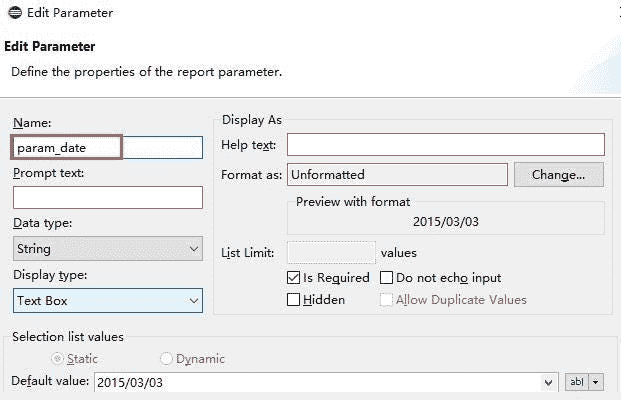 Edit Parameter
Edit Parameter
Define the properties of the report parameter.
Name:
param_date
Prompt text:
Data type:
String
Display type:
Text Box
Display As
Help text:
Format as: Unformatted Change...
Preview with format
2015/03/03
List Limit: values
Is Required Do not echo input
Hidden Allow Duplicate Values
Selection list values
Static Dynamic
Default value: 2015/03/03 ab|